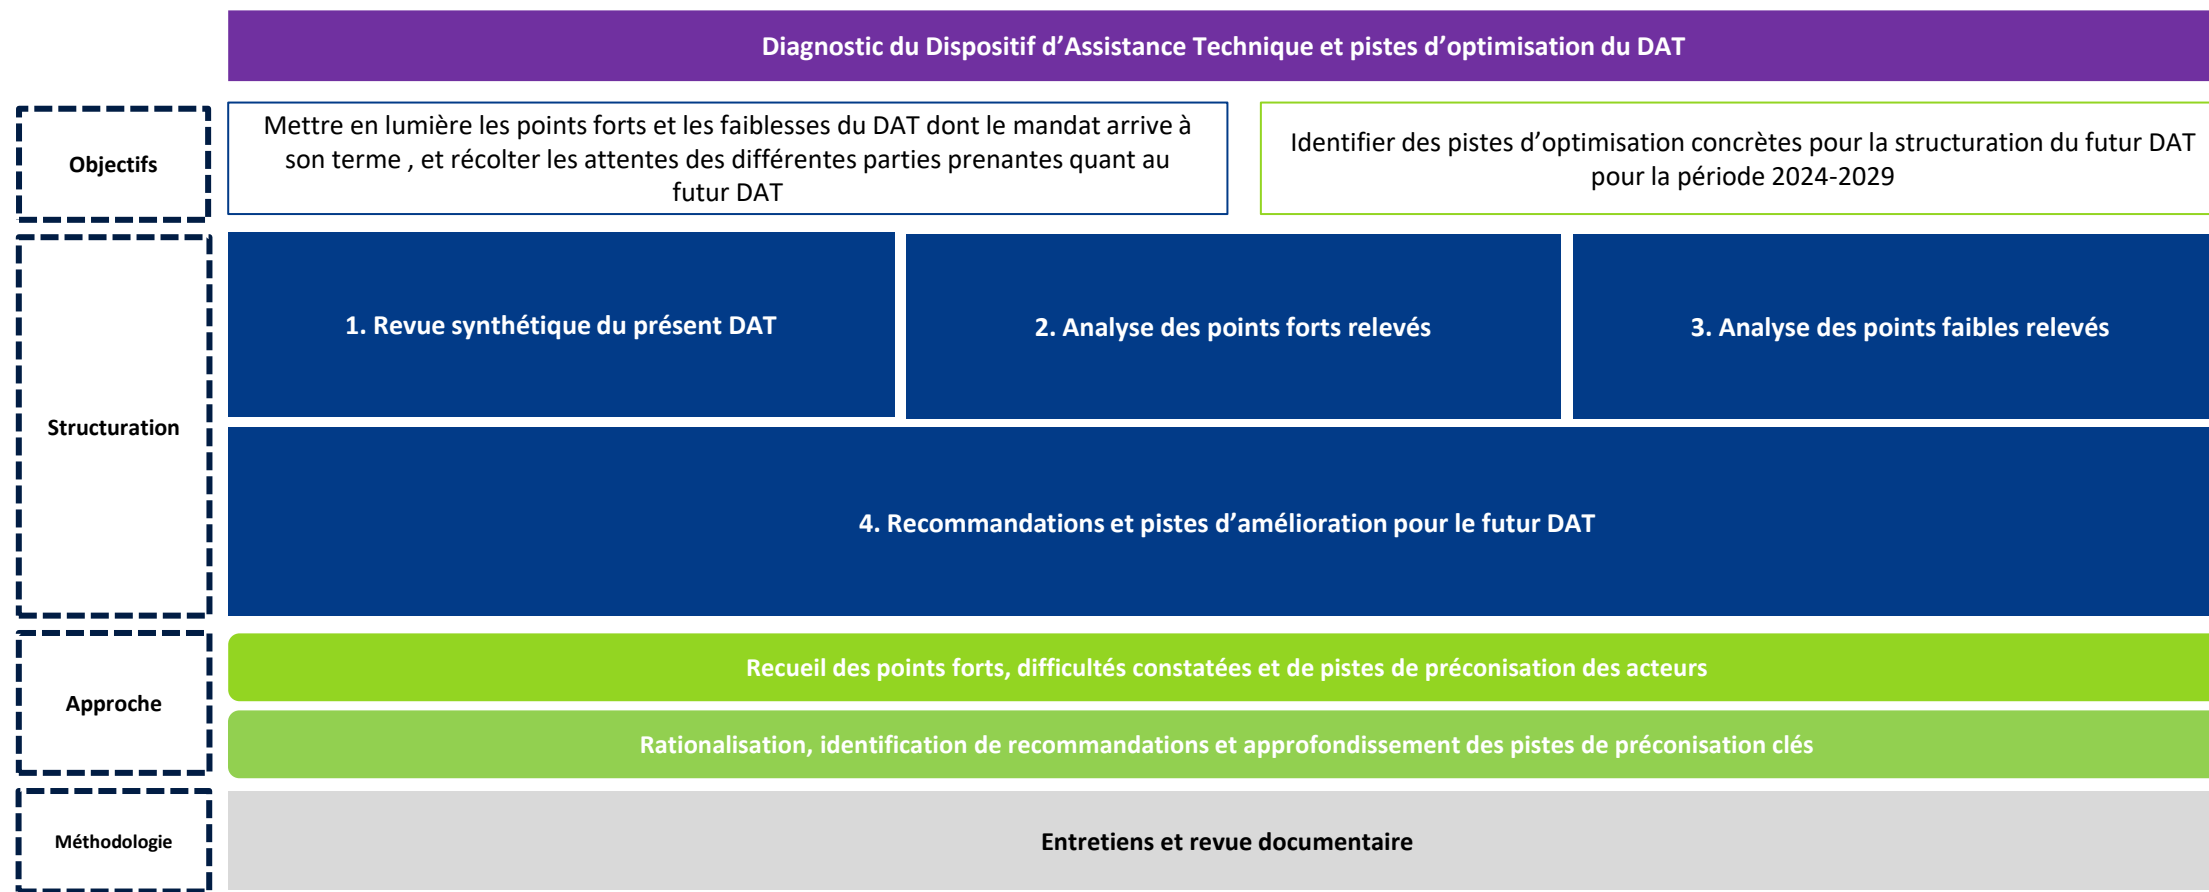 Diagnostic du Dispositif d’Assistance Technique et pistes d’optimisation du DAT
Objectifs
Mettre en lumière les points forts et les faiblesses du DAT dont le mandat arrive à
son terme , et récolter les attentes des différentes parties prenantes quant au
futur DAT
Identifier des pistes d’optimisation concrètes pour la structuration du futur DAT
pour la période 2024-2029
Structuration
1. Revue synthétique du présent DAT
2. Analyse des points forts relevés
3. Analyse des points faibles relevés
4. Recommandations et pistes d’amélioration pour le futur DAT
Approche
Recueil des points forts, difficultés constatées et de pistes de préconisation des acteurs
Rationalisation, identification de recommandations et approfondissement des pistes de préconisation clés
Méthodologie
Entretiens et revue documentaire